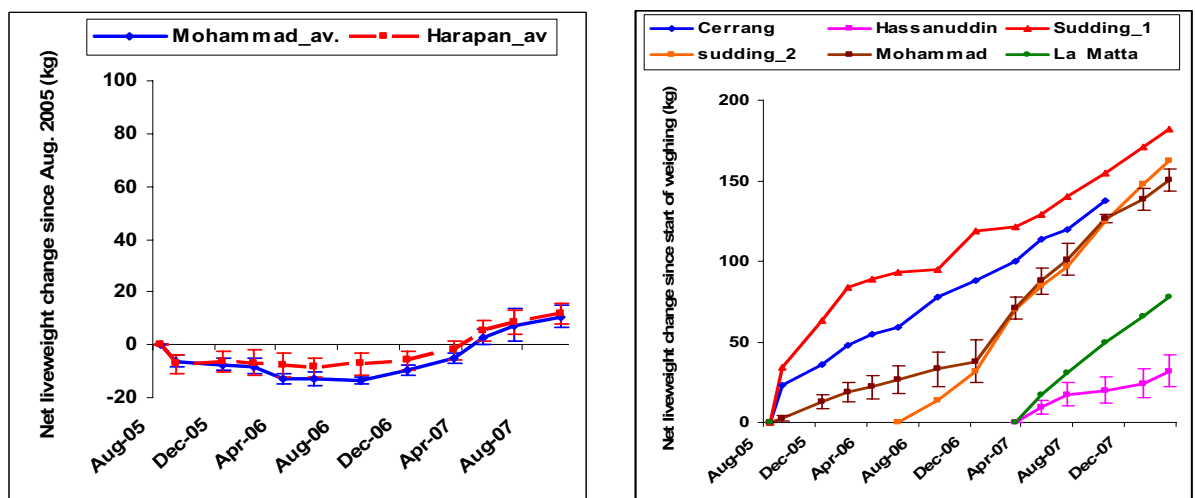 Mohammad_av. Harapan_av
Net liveweight change since Aug. 2005 (kg)
100
80
60
40
20
0
-20
Aug-05 Dec-05 Apr-06 Aug-06 Dec-06 Apr-07 Aug-07
Cerrang Hassanuddin Sudding_1
sudding_2 Mohammad La Matta
Net liveweight change since start of weighing (kg)
200
150
100
50
0
Aug-05 Dec-05 Apr-06 Aug-06 Dec-06 Apr-07 Aug-07 Dec-07